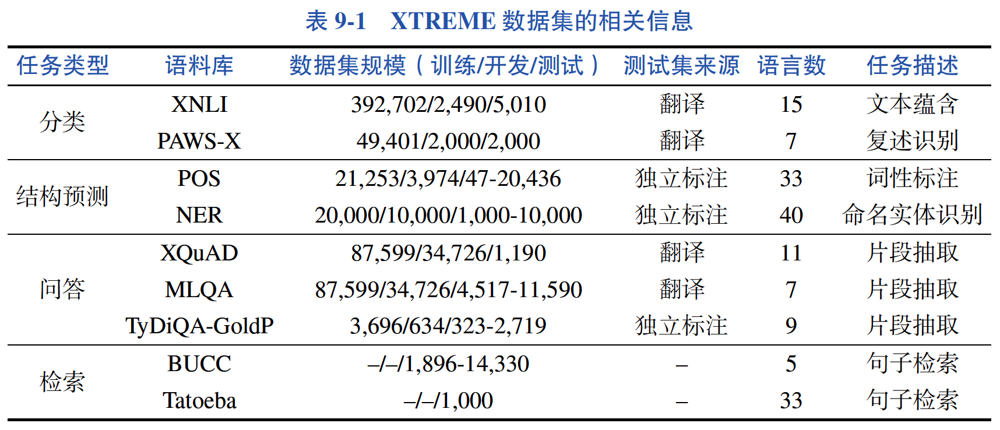 表 9-1 XTREME 数据集的相关信息
任务类型 语料库 数据集规模（训练/开发/测试） 测试集来源 语言数 任务描述
分类 XNLI 392,702/2,490/5,010 翻译 15 文本蕴含
PAWS-X 49,401/2,000/2,000 翻译 7 复述识别
结构预测 POS 21,253/3,974/47-20,436 独立标注 33 词性标注
NER 20,000/10,000/1,000-10,000 独立标注 40 命名实体识别
问答 XQuAD 87,599/34,726/1,190 翻译 11 片段抽取
MLQA 87,599/34,726/4,517-11,590 翻译 7 片段抽取
TyDiQA-GoldP 3,696/634/323-2,719 独立标注 9 片段抽取
检索 BUCC –/–/1,896-14,330 – 5 句子检索
Tatoeba –/–/1,000 – 33 句子检索